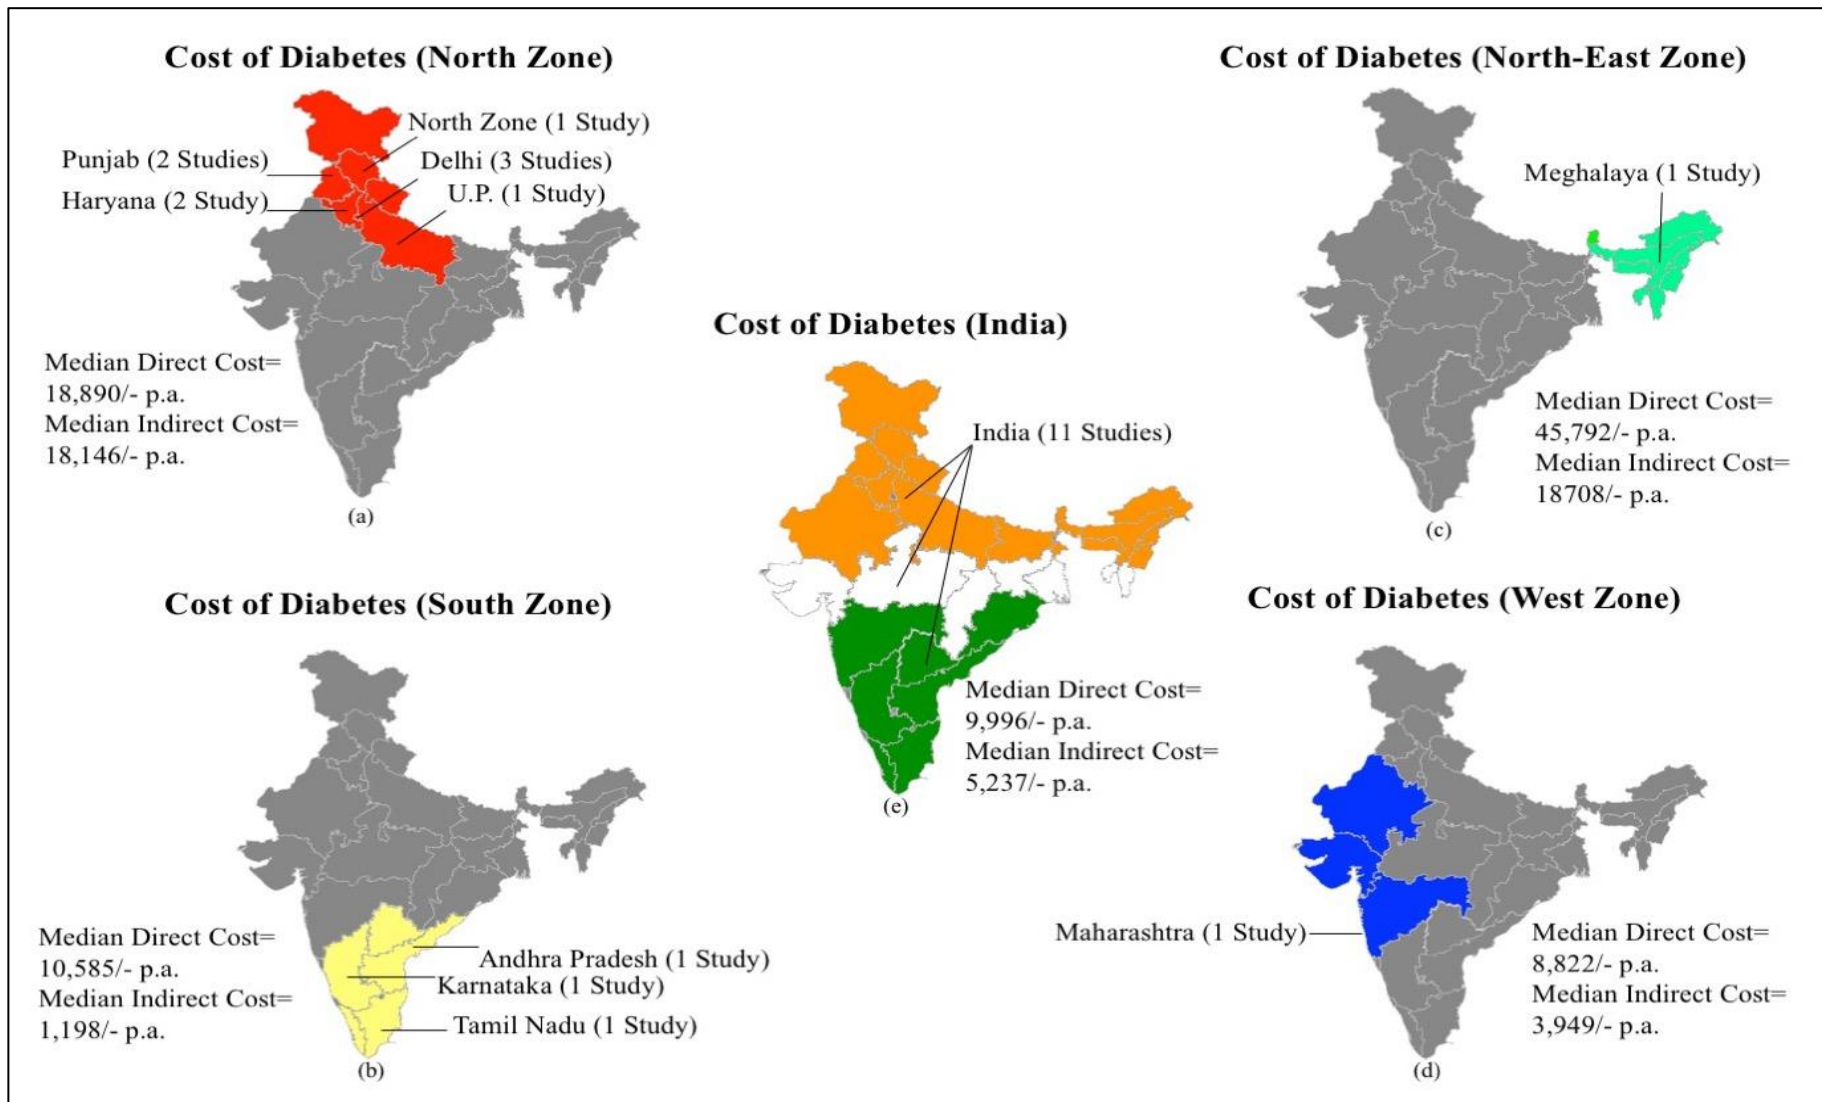 Cost of Diabetes (North Zone)
North Zone (1 Study)
Punjab (2 Studies)
Delhi (3 Studies)
Haryana (2 Study)
U.P. (1 Study)
Median Direct Cost=
18,890/- p.a.
Median Indirect Cost=
18,146/- p.a.
(a)
Cost of Diabetes (North-East Zone)
Meghalaya (1 Study)
Median Direct Cost=
45,792/- p.a.
Median Indirect Cost=
18708/- p.a.
(c)
Cost of Diabetes (India)
India (11 Studies)
Median Direct Cost=
9,996/- p.a.
Median Indirect Cost=
5,237/- p.a.
(e)
Cost of Diabetes (South Zone)
Median Direct Cost=
10,585/- p.a.
Median Indirect Cost=
1,198/- p.a.
Andhra Pradesh (1 Study)
Karnataka (1 Study)
Tamil Nadu (1 Study)
(b)
Cost of Diabetes (West Zone)
Maharashtra (1 Study)
Median Direct Cost=
8,822/- p.a.
Median Indirect Cost=
3,949/- p.a.
(d)